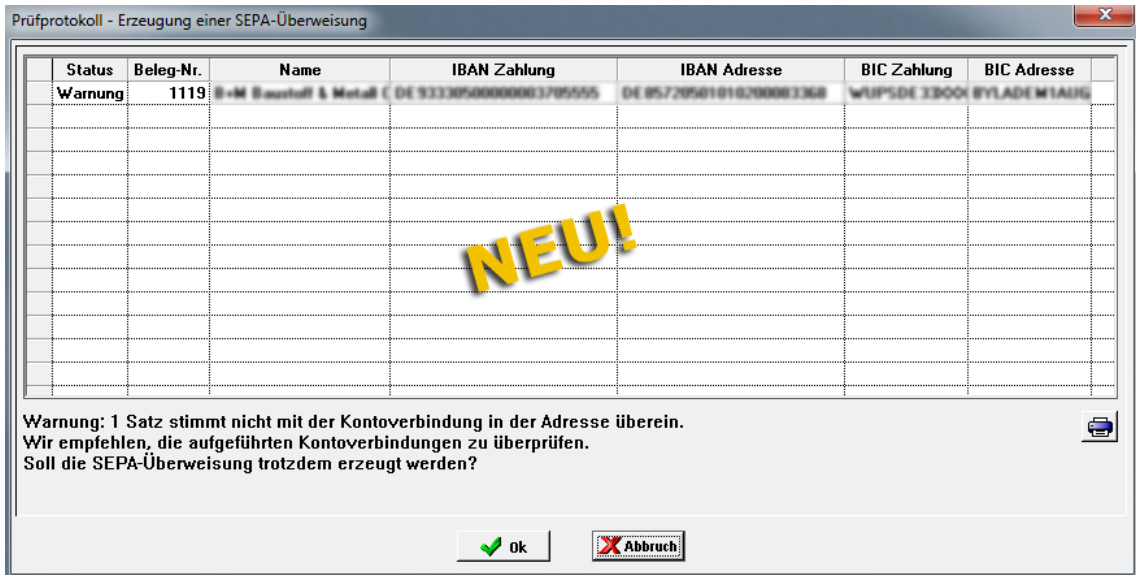 Prüfprotokoll - Erzeugung einer SEPA-Überweisung
Status Beleg-Nr. Name IBAN Zahlung IBAN Adresse BIC Zahlung BIC Adresse
Warnung 1119
NEU!
Warnung: 1 Satz stimmt nicht mit der Kontoverbindung in der Adresse überein.
Wir empfehlen, die aufgeführten Kontoverbindungen zu überprüfen.
Soll die SEPA-Überweisung trotzdem erzeugt werden?
Ok Abbruch